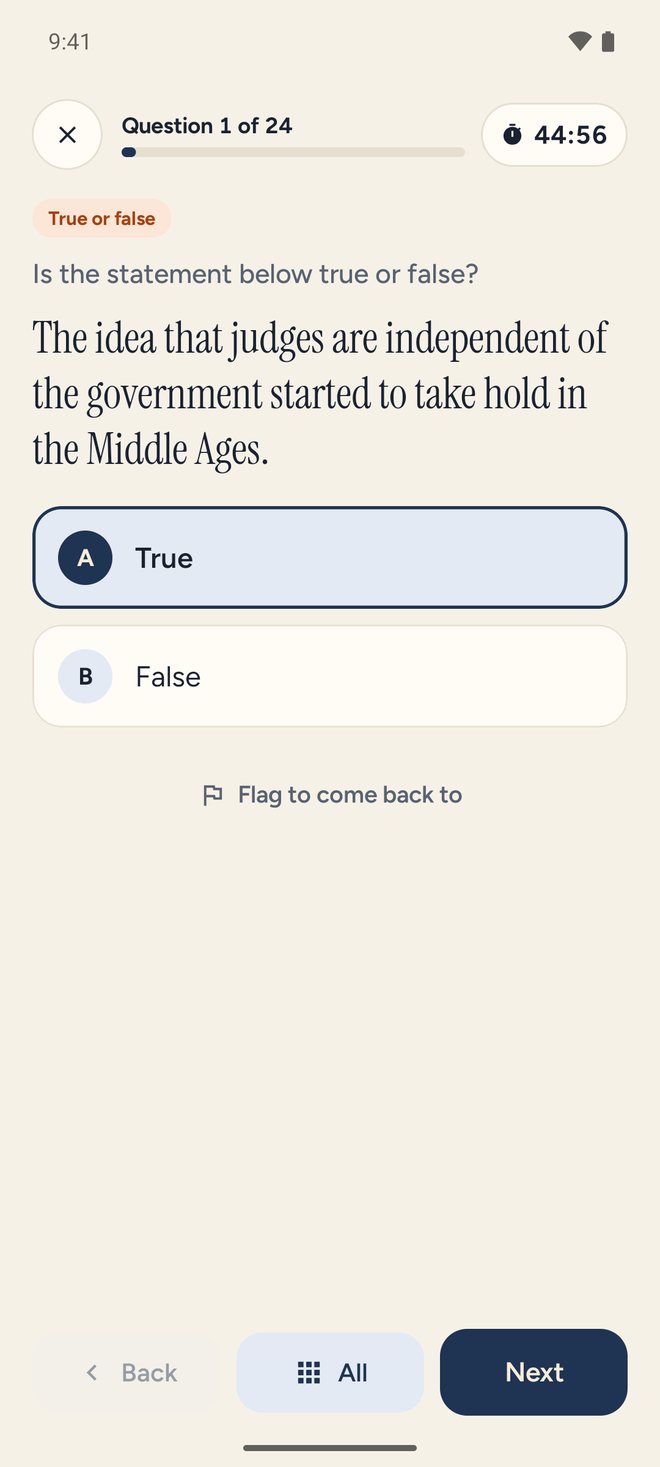 9:41
Question 1 of 24
44:56
True or false
Is the statement below true or false?
The idea that judges are independent of
the government started to take hold in
the Middle Ages.
A True
B False
Flag to come back to
Back
All
Next